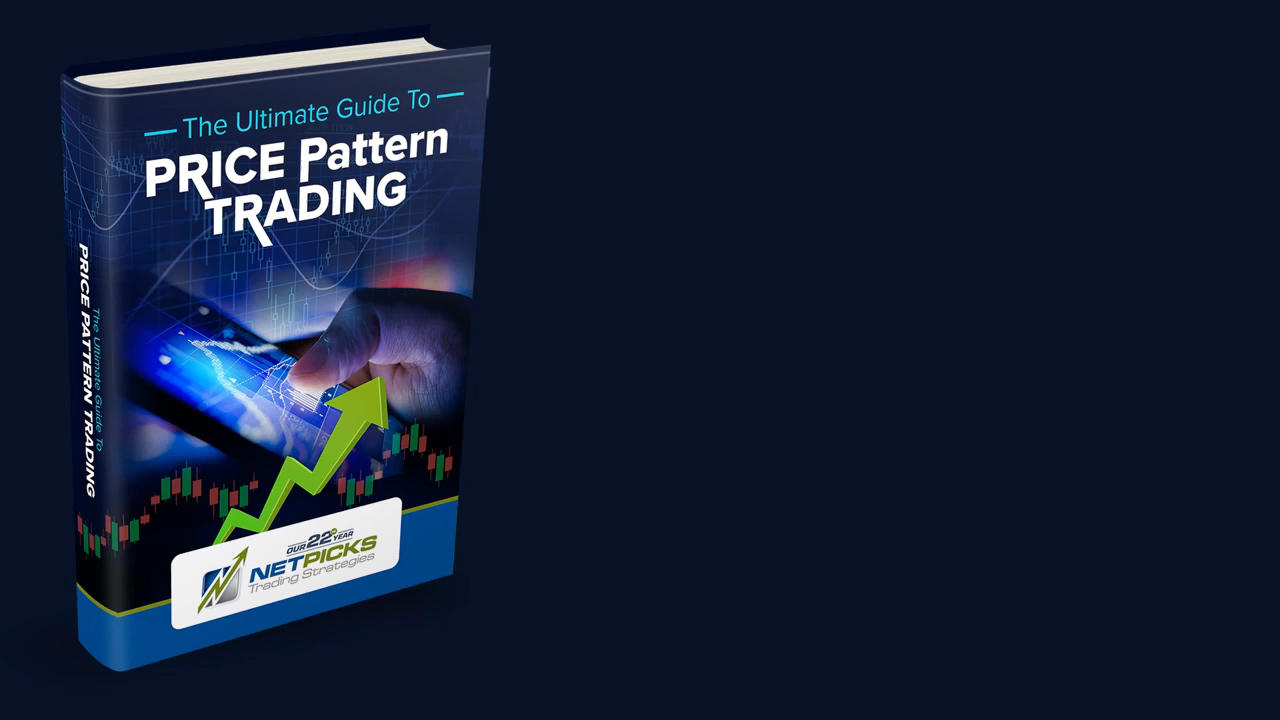 The Ultimate Guide To
PRICE Pattern
TRADING
The Ultimate Guide To
PRICE PATTERN TRADING
OUR 22nd YEAR
NETPICKS
Trading Strategies